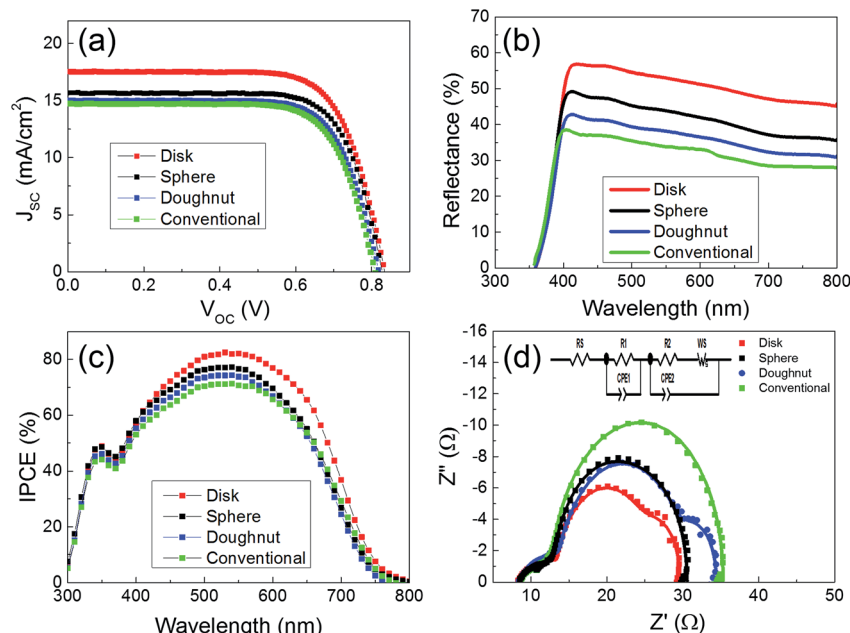 (a)
J_SC (mA/cm²)
20
15
10
5
0
Disk
Sphere
Doughnut
Conventional
0.0 0.2 0.4 0.6 0.8
V_OC (V)
(b)
Reflectance (%)
70
60
50
40
30
20
10
0
Disk
Sphere
Doughnut
Conventional
300 400 500 600 700 800
Wavelength (nm)
(c)
IPCE (%)
80
60
40
20
0
Disk
Sphere
Doughnut
Conventional
300 400 500 600 700 800
Wavelength (nm)
(d)
Z'' (Ω)
-16
-14
-12
-10
-8
-6
-4
-2
0
RS R1 R2 WS
s
CPE1 CPE2
Disk
Sphere
Doughnut
Conventional
10 20 30 40 50
Z' (Ω)